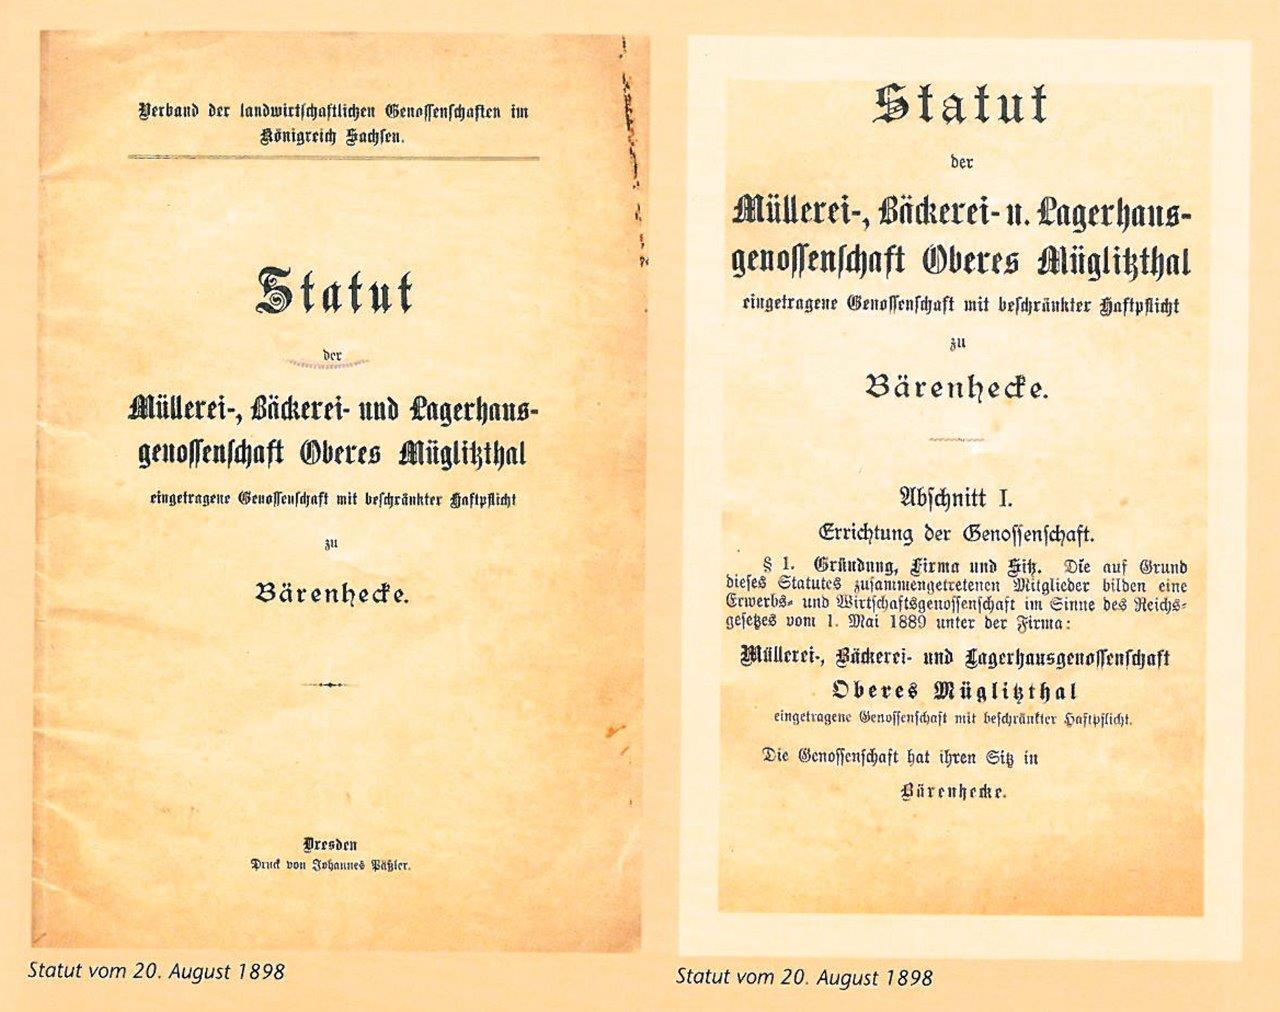 Verband der landwirtschaftlichen Genossenschaften im
Königreich Sachsen.
Statut
der
Müllerei-, Bäckerei- und Lagerhaus-
genossenschaft Oberes Müglitzthal
eingetragene Genossenschaft mit beschränkter Haftpflicht
zu
Bärenhecke.
Dresden
Druck von Johannes Päßler.
Statut vom 20. August 1898
Statut
der
Müllerei-, Bäckerei- u. Lagerhaus-
genossenschaft Oberes Müglitzthal
eingetragene Genossenschaft mit beschränkter Haftpflicht
zu
Bärenhecke.
Abschnitt I.
Errichtung der Genossenschaft.
§ 1. Gründung, Firma und Sitz. Die auf Grund
dieses Statutes zusammengetretenen Mitglieder bilden eine
Erwerbs- und Wirtschaftsgenossenschaft im Sinne des Reichs-
gesetzes vom 1. Mai 1889 unter der Firma:
Müllerei-, Bäckerei- und Lagerhausgenossenschaft
Oberes Müglitzthal
eingetragene Genossenschaft mit beschränkter Haftpflicht.
Die Genossenschaft hat ihren Sitz in
Bärenhecke.
Statut vom 20. August 1898